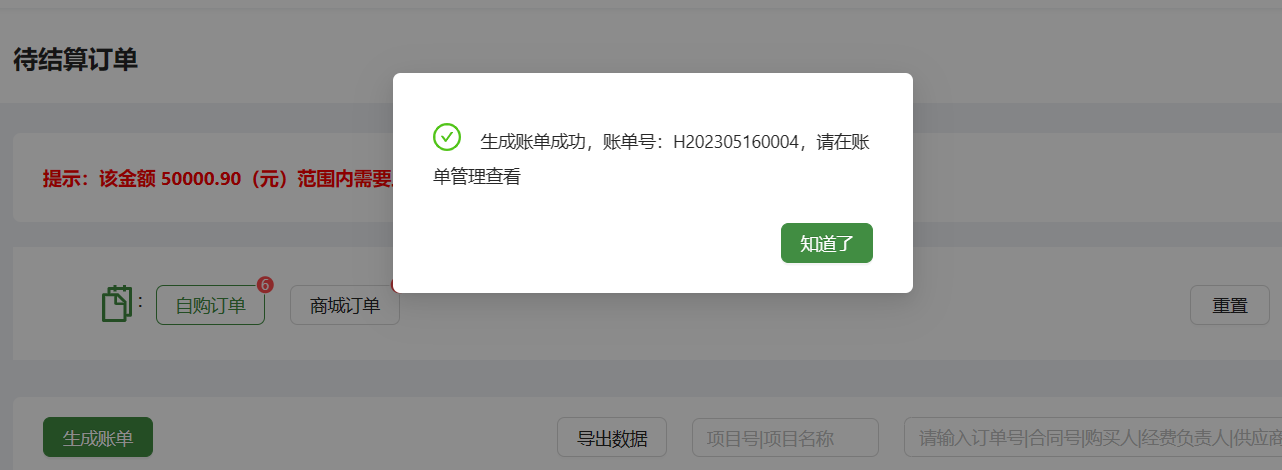 待结算订单
生成账单成功，账单号：H202305160004，请在账
单管理查看
提示：该金额 50000.90（元）范围内需要
知道了
： 自购订单 6 商城订单 重置
生成账单 导出数据 项目号|项目名称 请输入订单号|合同号|购买人|经费负责人|供应商